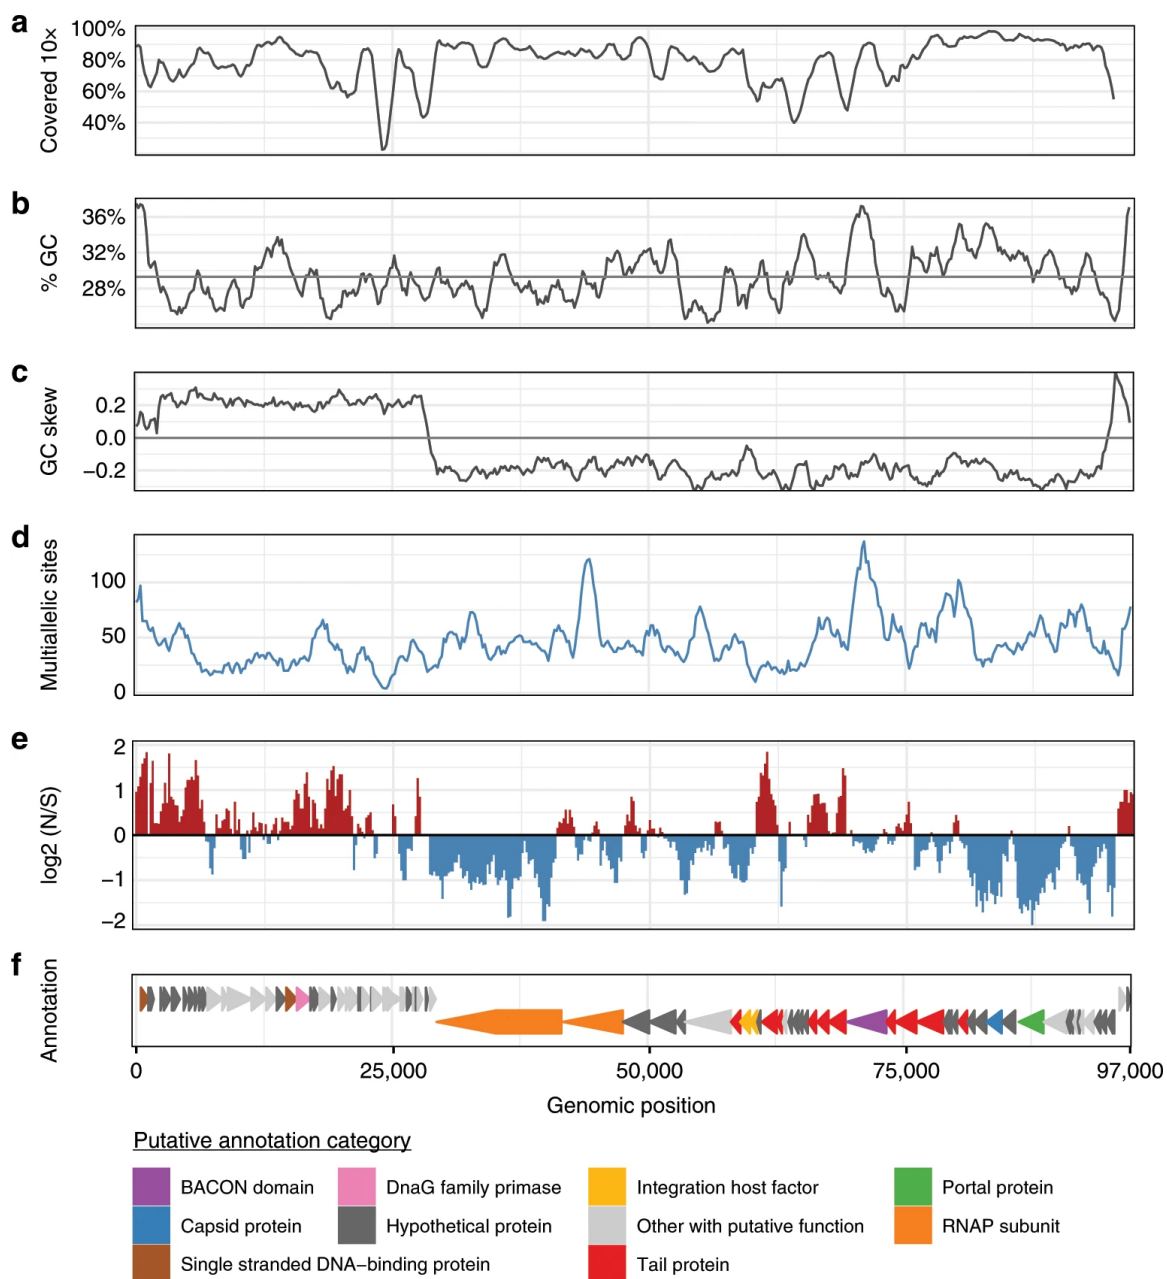 a
Covered 10×
100%
80%
60%
40%
b
% GC
36%
32%
28%
c
GC skew
0.2
0.0
−0.2
d
Multiallelic sites
100
50
0
e
log2 (N/S)
2
1
0
−1
−2
f
Annotation
0 25,000 50,000 75,000 97,000
Genomic position
Putative annotation category
BACON domain DnaG family primase Integration host factor Portal protein
Capsid protein Hypothetical protein Other with putative function RNAP subunit
Single stranded DNA−binding protein Tail protein